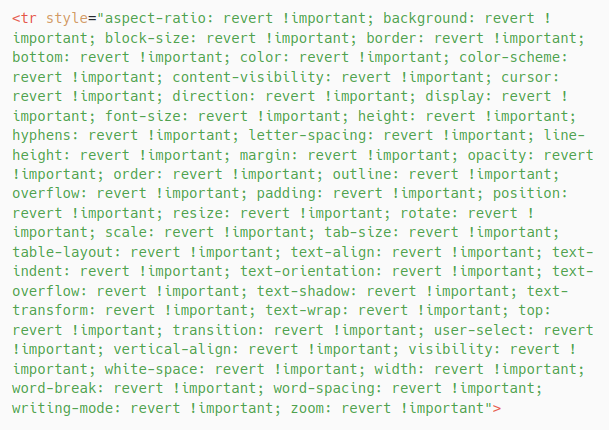 <tr style="aspect-ratio: revert !important; background: revert !
important; block-size: revert !important; border: revert !important;
bottom: revert !important; color: revert !important; color-scheme:
revert !important; content-visibility: revert !important; cursor:
revert !important; direction: revert !important; display: revert !
important; font-size: revert !important; height: revert !important;
hyphens: revert !important; letter-spacing: revert !important; line-
height: revert !important; margin: revert !important; opacity: revert
!important; order: revert !important; outline: revert !important;
overflow: revert !important; padding: revert !important; position:
revert !important; resize: revert !important; rotate: revert !
important; scale: revert !important; tab-size: revert !important;
table-layout: revert !important; text-align: revert !important; text-
indent: revert !important; text-orientation: revert !important; text-
overflow: revert !important; text-shadow: revert !important; text-
transform: revert !important; text-wrap: revert !important; top:
revert !important; transition: revert !important; user-select: revert
!important; vertical-align: revert !important; visibility: revert !
important; white-space: revert !important; width: revert !important;
word-break: revert !important; word-spacing: revert !important;
writing-mode: revert !important; zoom: revert !important">